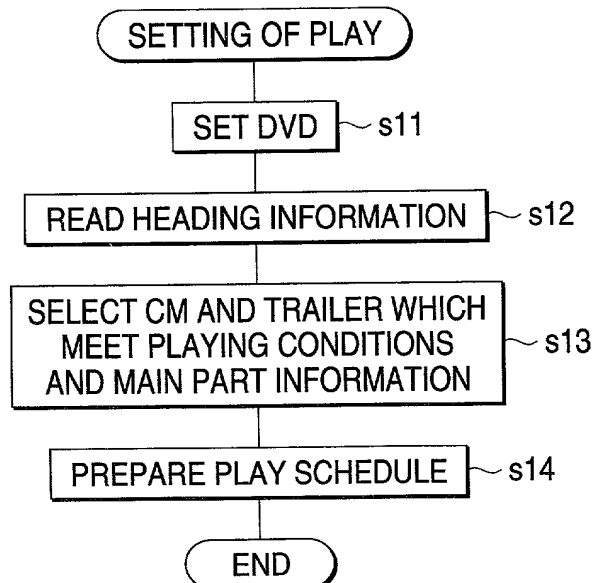 SETTING OF PLAY
SET DVD s11
READ HEADING INFORMATION s12
SELECT CM AND TRAILER WHICH
MEET PLAYING CONDITIONS s13
AND MAIN PART INFORMATION
PREPARE PLAY SCHEDULE s14
END